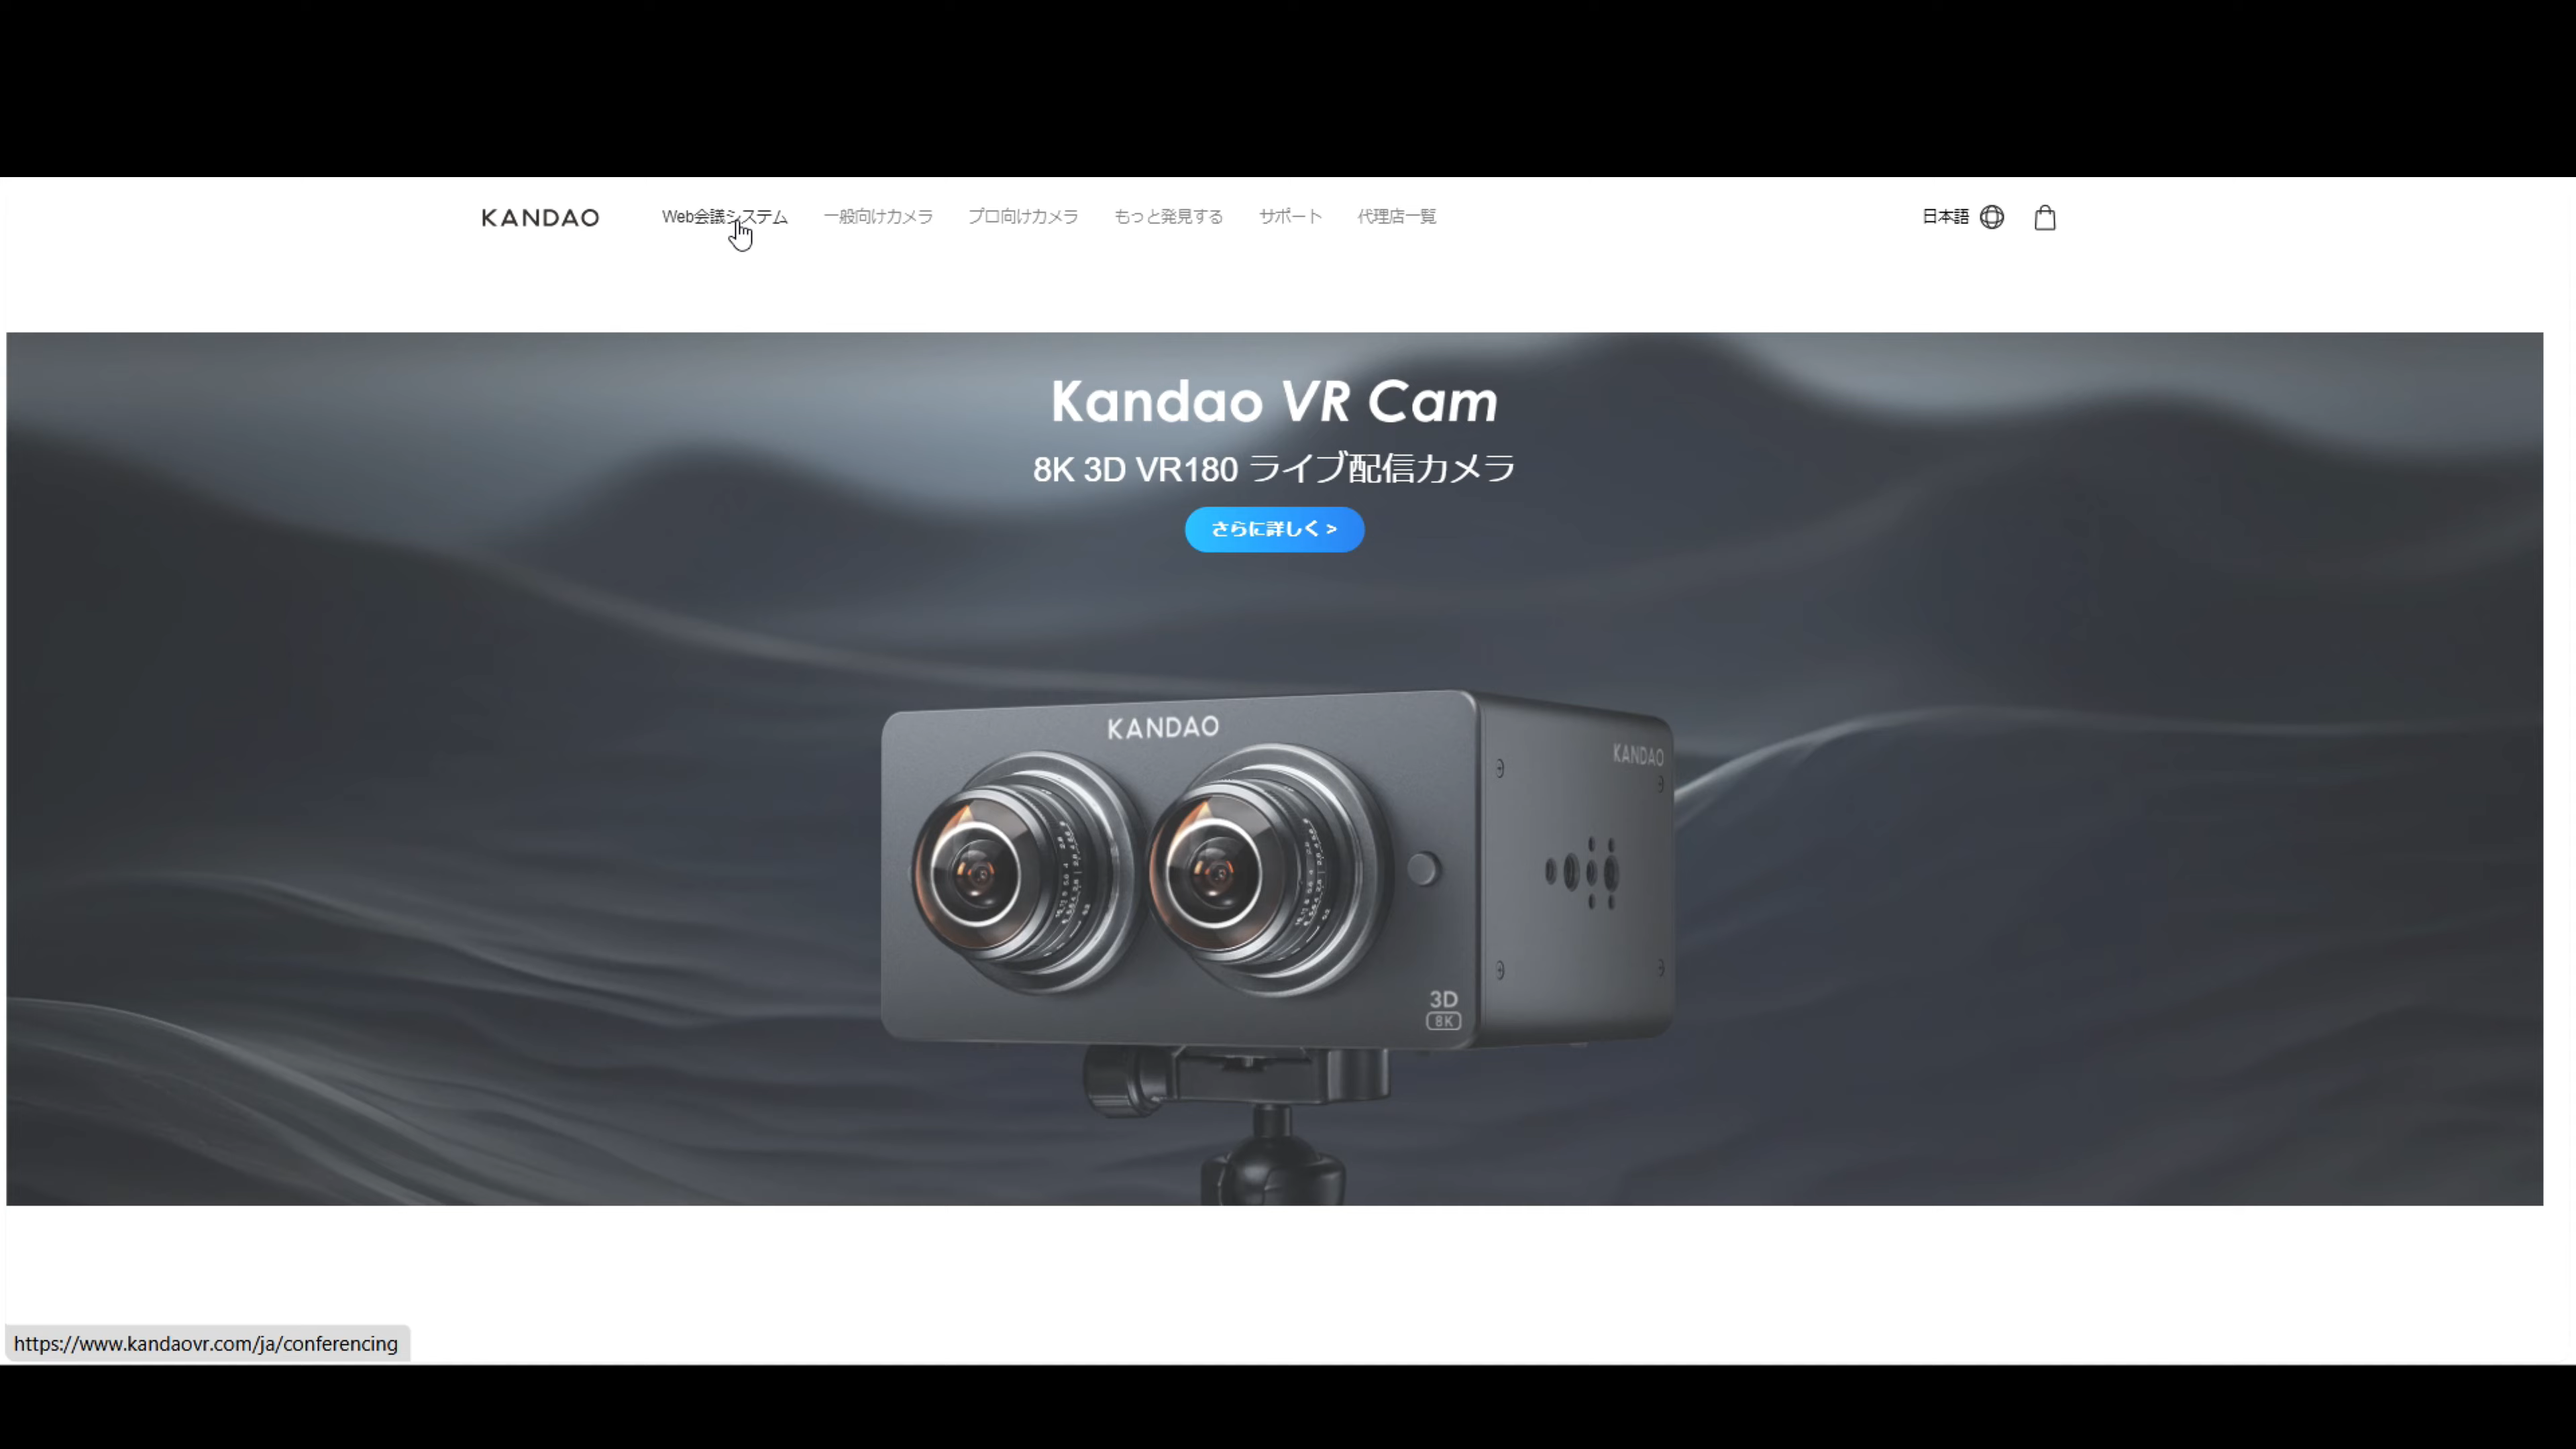 KANDAO
Web会議システム
一般向けカメラ
プロ向けカメラ
もっと発見する
サポート
代理店一覧
日本語
Kandao VR Cam
8K 3D VR180 ライブ配信カメラ
さらに詳しく >
KANDAO
KANDAO
3D
8K
https://www.kandaovr.com/ja/conferencing